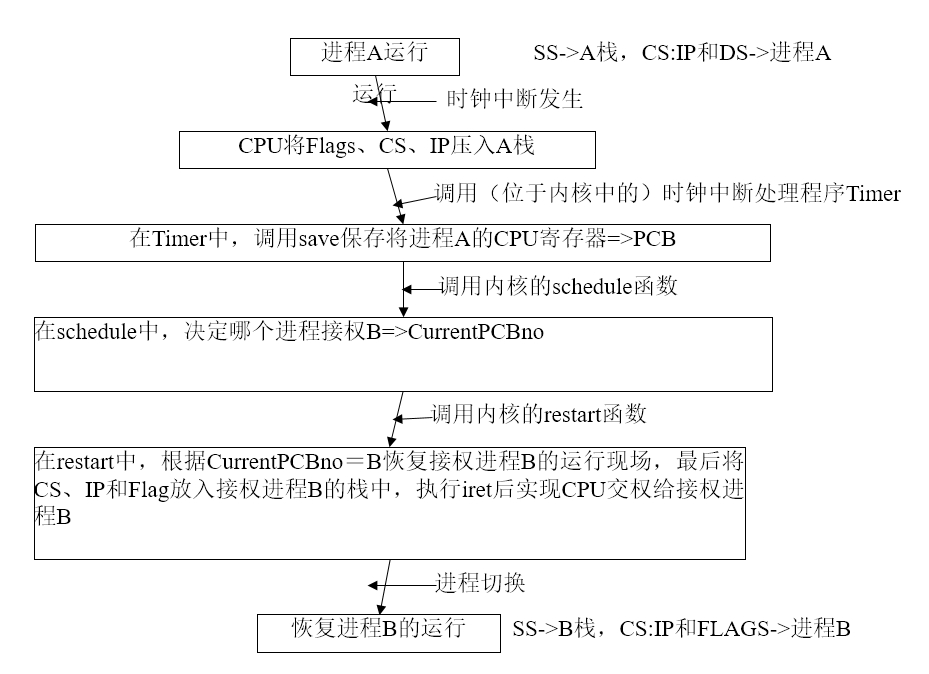 进程A运行
SS->A栈，CS:IP和DS->进程A
运行
时钟中断发生
CPU将Flags、CS、IP压入A栈
调用（位于内核中的）时钟中断处理程序Timer
在Timer中，调用save保存将进程A的CPU寄存器=>PCB
调用内核的schedule函数
在schedule中，决定哪个进程接权B=>CurrentPCBno
调用内核的restart函数
在restart中，根据CurrentPCBno＝B恢复接权进程B的运行现场，最后将
CS、IP和Flag放入接权进程B的栈中，执行iret后实现CPU交权给接权进
程B
进程切换
恢复进程B的运行
SS->B栈，CS:IP和FLAGS->进程B